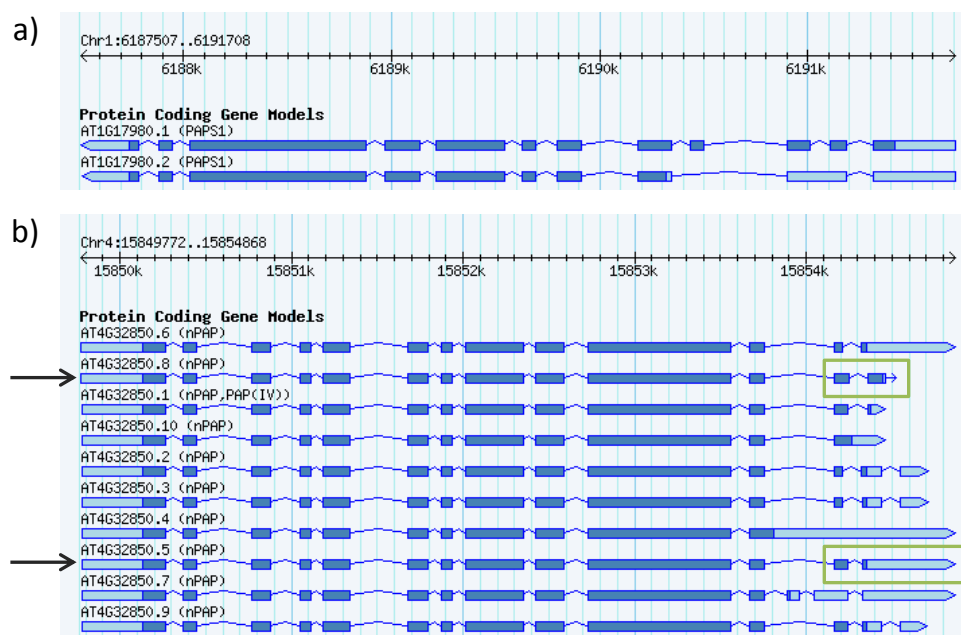 a)
Chr1:6187507..6191708
6188k 6189k 6190k 6191k
Protein Coding Gene Models
AT1G17980.1 (PAPS1)
AT1G17980.2 (PAPS1)
b)
Chr4:15849772..15854868
15850k 15851k 15852k 15853k 15854k
Protein Coding Gene Models
AT4G32850.6 (nPAP)
AT4G32850.8 (nPAP)
AT4G32850.1 (nPAP,PAP(IV))
AT4G32850.10 (nPAP)
AT4G32850.2 (nPAP)
AT4G32850.3 (nPAP)
AT4G32850.4 (nPAP)
AT4G32850.5 (nPAP)
AT4G32850.7 (nPAP)
AT4G32850.9 (nPAP)